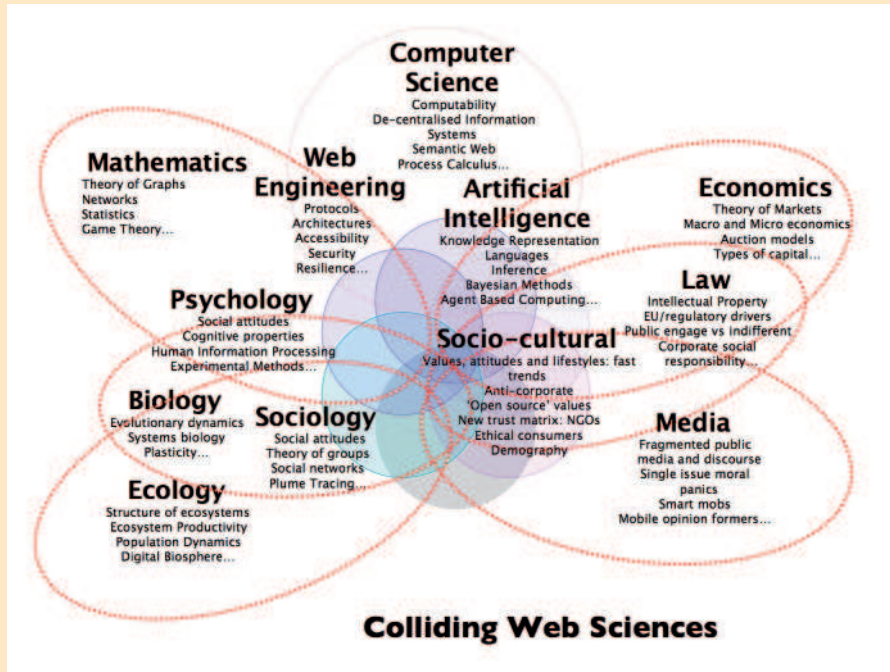 Computer
Science
Computability
De-centralised Information
Systems
Semantic Web
Process Calculus...
Mathematics
Theory of Graphs
Networks
Statistics
Game Theory...
Web
Engineering
Protocols
Architectures
Accessibility
Security
Resilience...
Artificial
Intelligence
Knowledge Representation
Languages
Inference
Bayesian Methods
Agent Based Computing...
Economics
Theory of Markets
Macro and Micro economics
Auction models
Types of capital...
Law
Intellectual Property
EU/regulatory drivers
Public engage vs indifferent
Corporate social
responsibility...
Psychology
Social attitudes
Cognitive properties
Human Information Processing
Experimental Methods...
Socio-cultural
Values, attitudes and lifestyles: fast
trends
Anti-corporate
'Open source' values
New trust matrix: NGOs
Ethical consumers
Demography
Biology
Evolutionary dynamics
Systems biology
Plasticity...
Sociology
Social attitudes
Theory of groups
Social networks
Plume Tracing...
Media
Fragmented public
media and discourse
Single issue moral
panics
Smart mobs
Mobile opinion formers...
Ecology
Structure of ecosystems
Ecosystem Productivity
Population Dynamics
Digital Biosphere...
Colliding Web Sciences